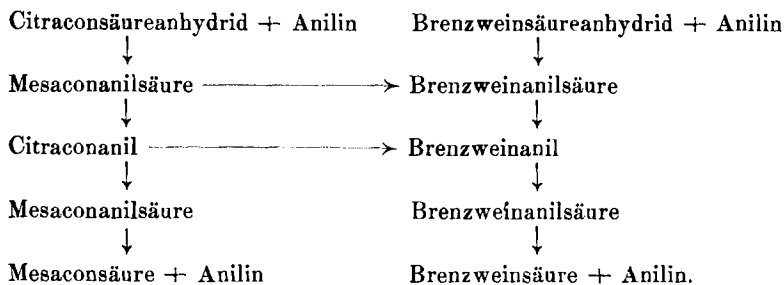 Citraconsäureanhydrid + Anilin Brenzweinsäureanhydrid + Anilin
Mesaconanilsäure Brenzweinanilsäure
Citraconanil Brenzweinanil
Mesaconanilsäure Brenzweinanilsäure
Mesaconsäure + Anilin Brenzweinsäure + Anilin.